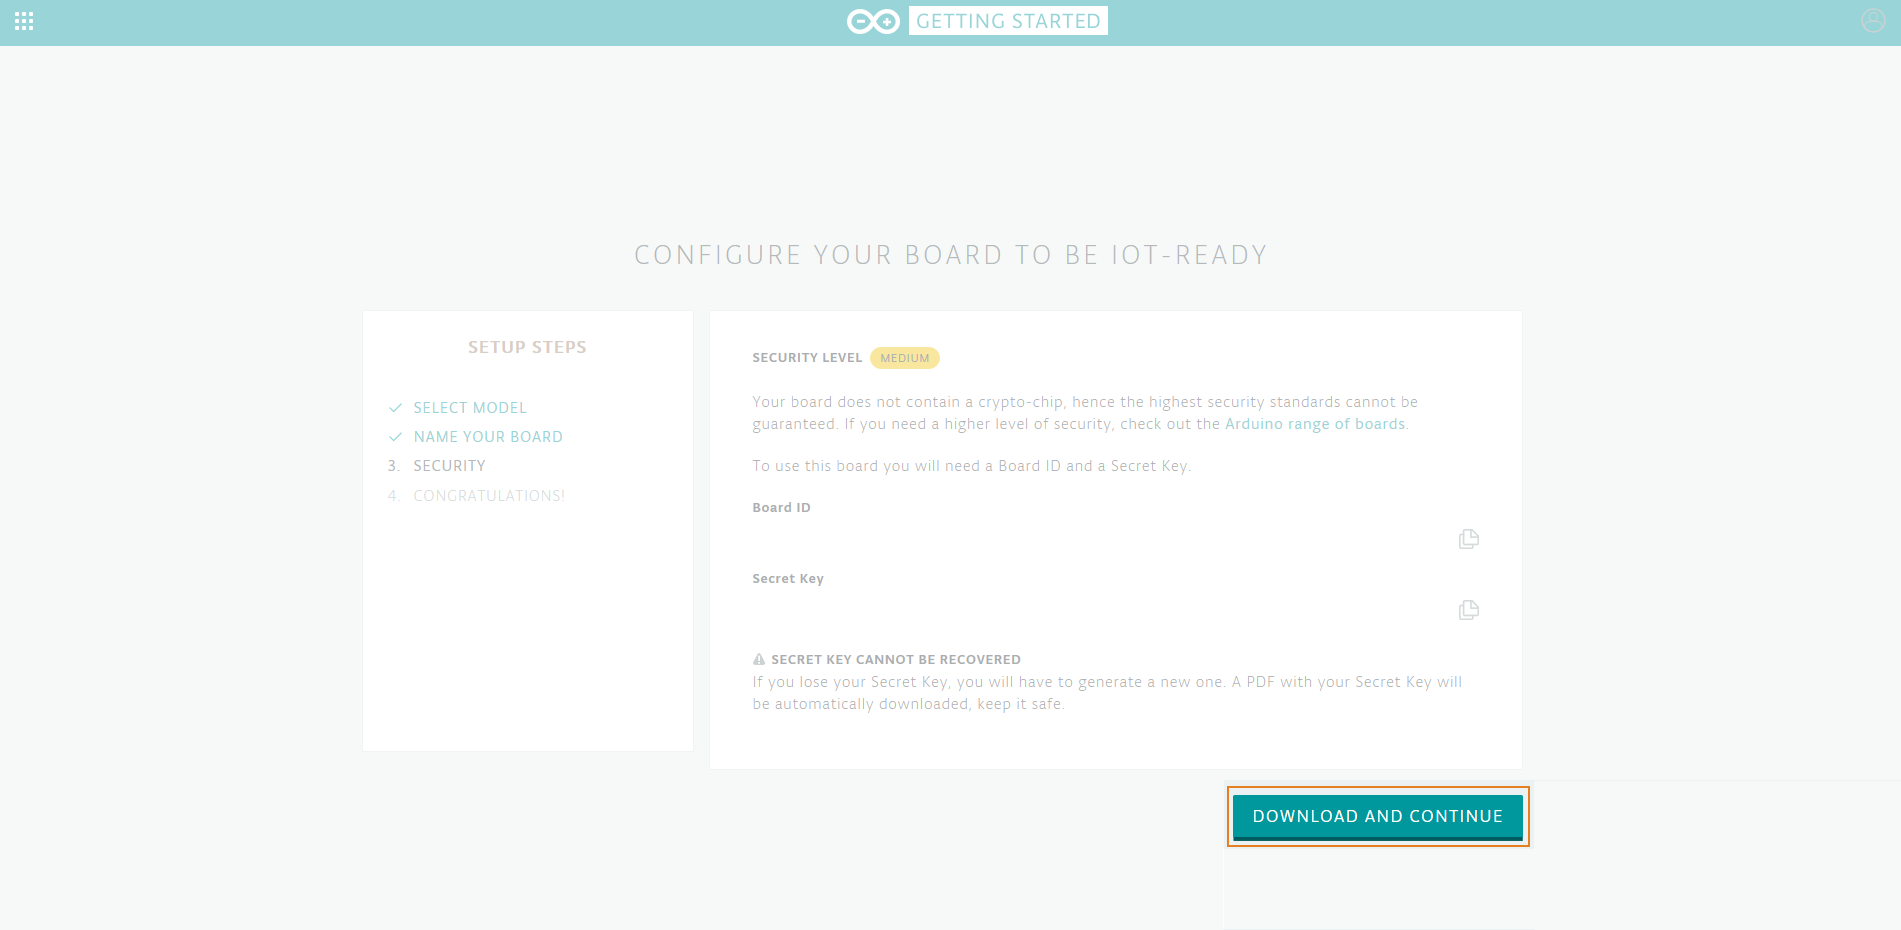 GETTING STARTED
CONFIGURE YOUR BOARD TO BE IOT-READY
SETUP STEPS
SELECT MODEL
NAME YOUR BOARD
3. SECURITY
4. CONGRATULATIONS!
SECURITY LEVEL MEDIUM
Your board does not contain a crypto-chip, hence the highest security standards cannot be
guaranteed. If you need a higher level of security, check out the Arduino range of boards.
To use this board you will need a Board ID and a Secret Key.
Board ID
Secret Key
SECRET KEY CANNOT BE RECOVERED
If you lose your Secret Key, you will have to generate a new one. A PDF with your Secret Key will
be automatically downloaded, keep it safe.
DOWNLOAD AND CONTINUE